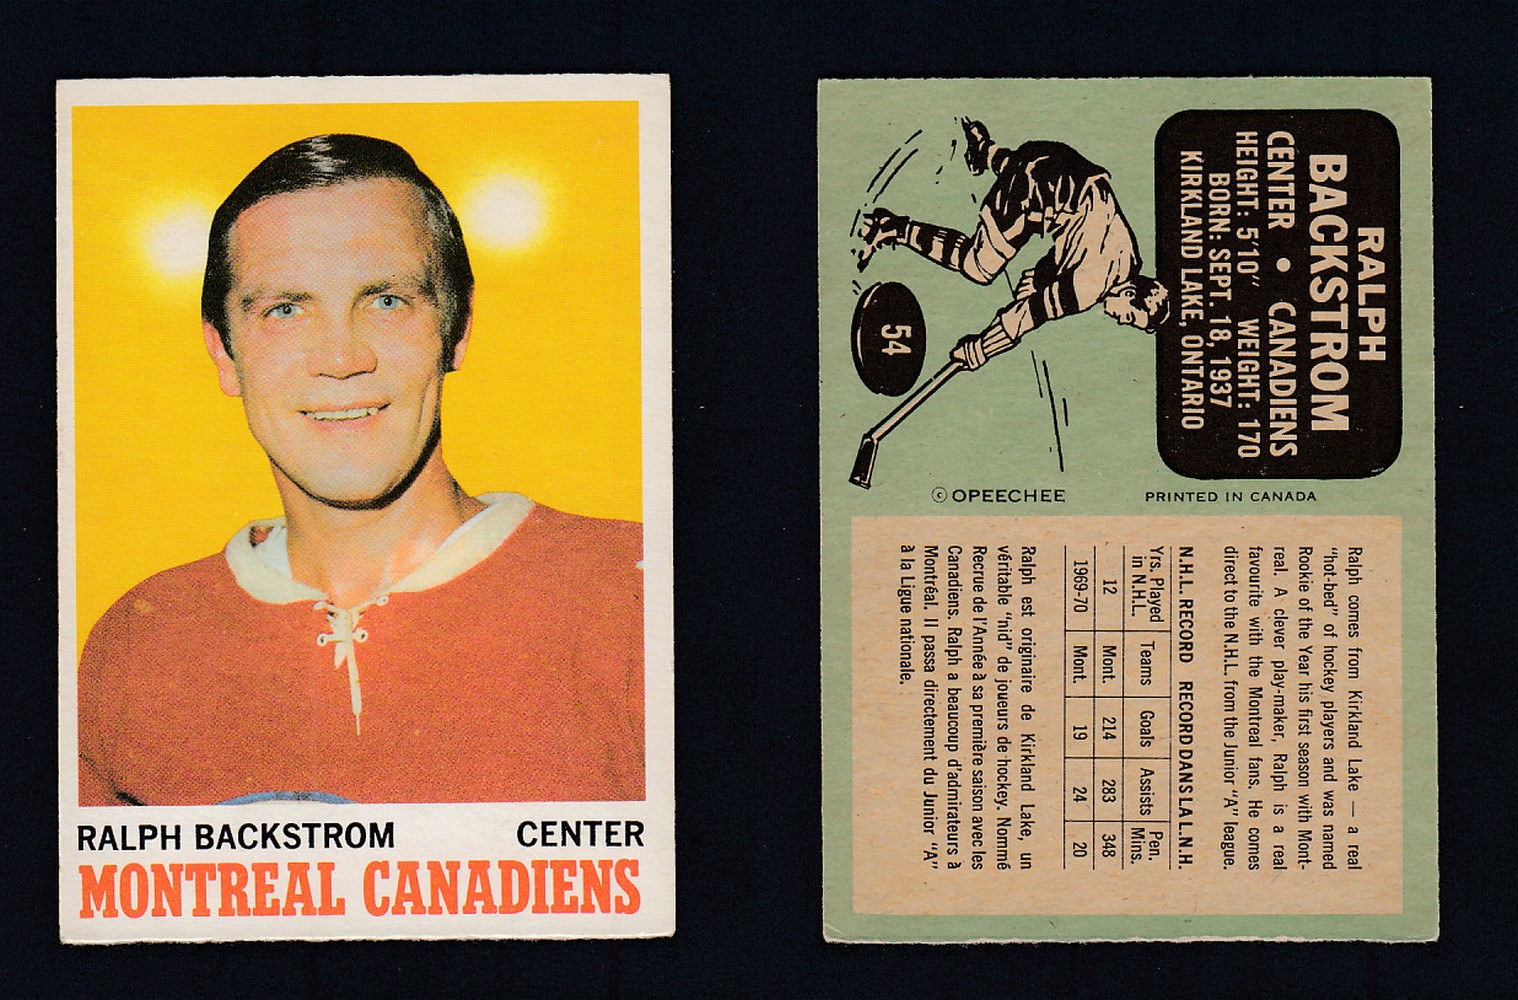 RALPH BACKSTROM CENTER
MONTREAL CANADIENS
RALPH
BACKSTROM
CENTER • CANADIENS
HEIGHT: 5'10" WEIGHT: 170
BORN: SEPT. 18, 1937
KIRKLAND LAKE, ONTARIO
54
© OPEECHEE PRINTED IN CANADA
Ralph comes from Kirkland Lake — a real
"hot-bed" of hockey players and was named
Rookie of the Year his first season with Mont-
real. A clever play-maker, Ralph is a real
favourite with the Montreal fans. He comes
direct to the N.H.L. from the Junior "A" league.
N.H.L. RECORD RECORD DANS LA L.N.H.
Yrs. Played in N.H.L. Teams Goals Assists Pen. Mins.
12 Mont. 214 283 348
1969-70 Mont. 19 24 20
Ralph est originaire de Kirkland Lake, un
véritable "nid" de joueurs de hockey. Nommé
Recrue de l'Année à sa première saison avec les
Canadiens. Ralph a beaucoup d'admirateurs à
Montréal. Il passa directement du Junior "A"
à la Ligue nationale.